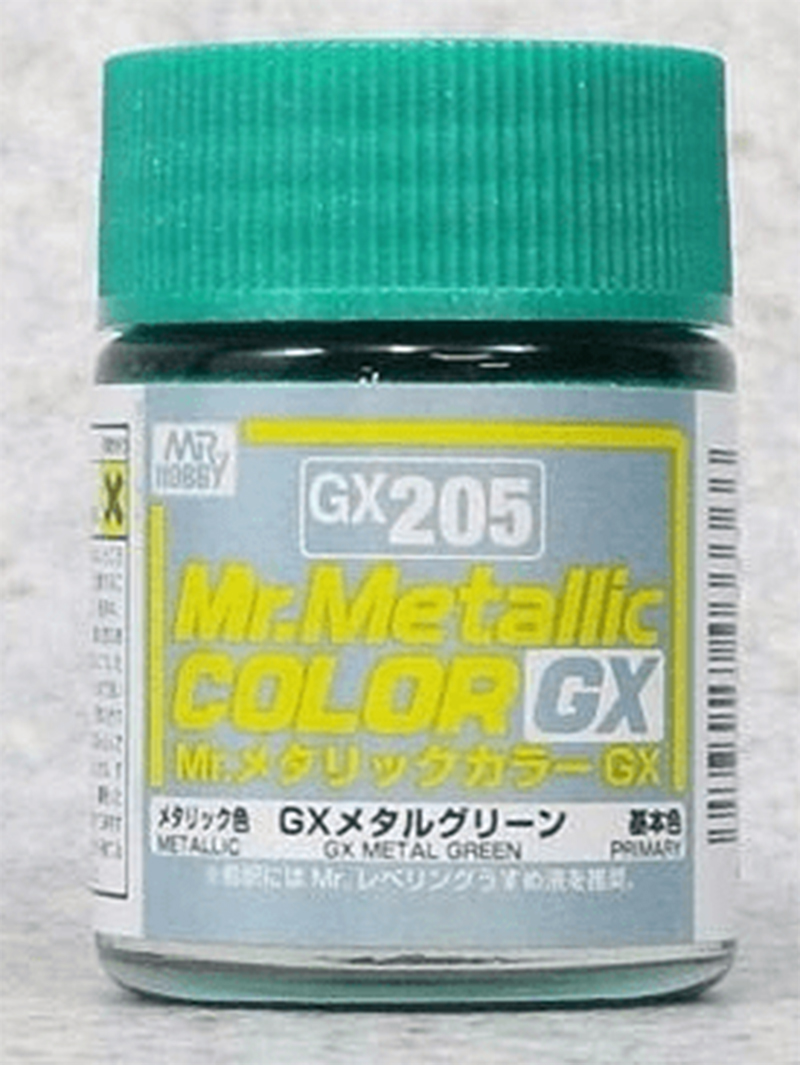 MR.
HOBBY
GX205
Mr.Metallic
COLOR GX
Mr.メタリックカラーGX
メタリック色 GXメタルグリーン 基本色
METALLIC GX METAL GREEN PRIMARY
※希釈には Mr. レベリングうすめ液を推奨。
X